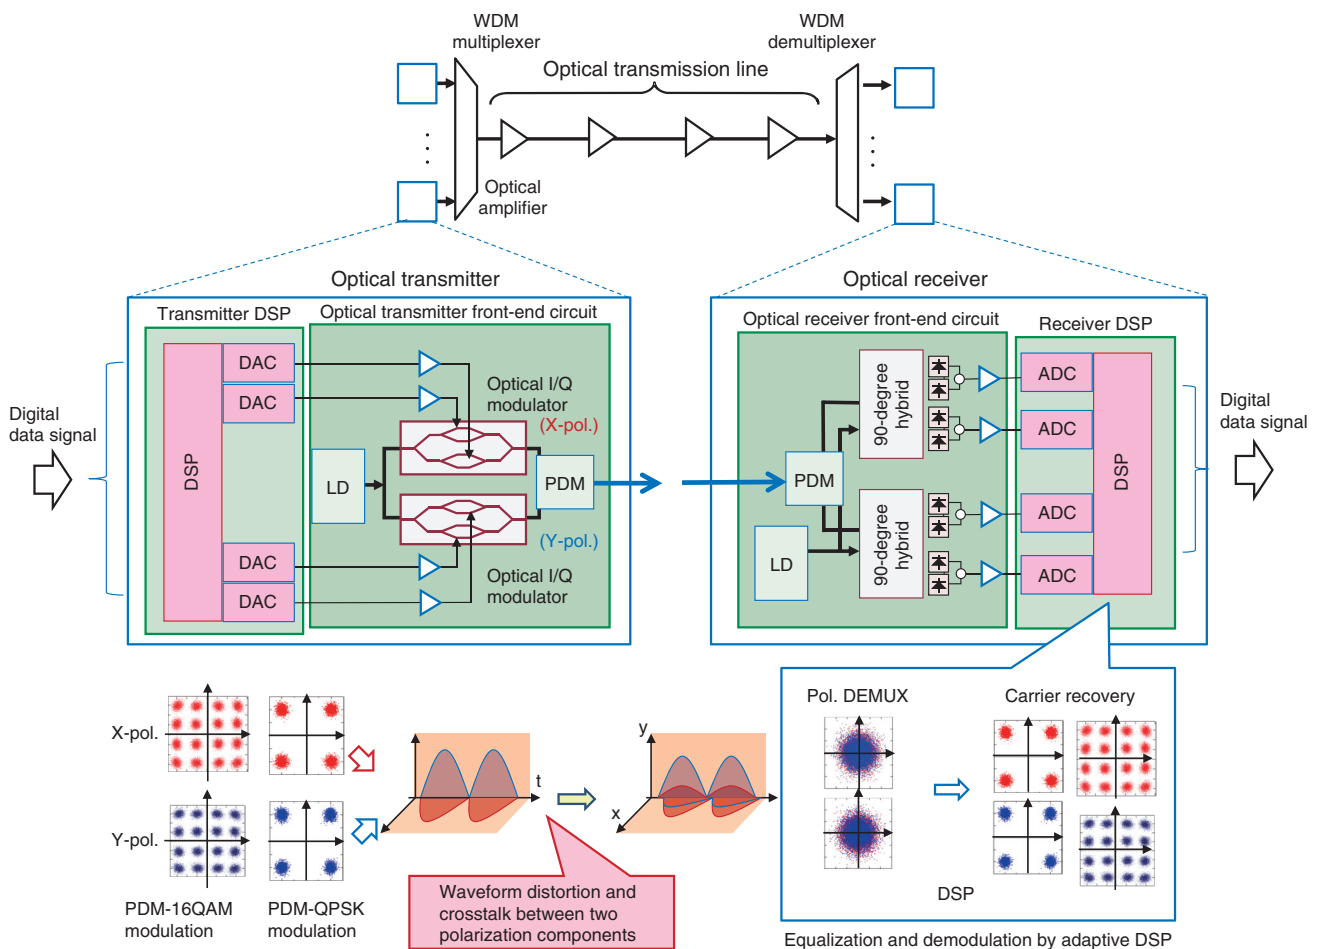 WDM
multiplexer
WDM
demultiplexer
Optical transmission line
Optical
amplifier
Optical transmitter
Optical receiver
Transmitter DSP
Optical transmitter front-end circuit
Optical receiver front-end circuit
Receiver DSP
Digital
data signal
DSP
DAC
DAC
DAC
DAC
Optical I/Q
modulator
(X-pol.)
LD
PDM
(Y-pol.)
Optical I/Q
modulator
PDM
LD
90-degree
hybrid
90-degree
hybrid
ADC
ADC
ADC
ADC
DSP
Digital
data signal
X-pol.
Y-pol.
PDM-16QAM
modulation
PDM-QPSK
modulation
t
y
x
Waveform distortion and
crosstalk between two
polarization components
Pol. DEMUX
Carrier recovery
DSP
Equalization and demodulation by adaptive DSP